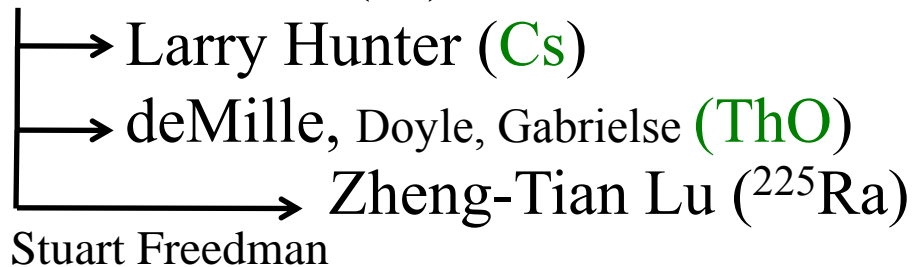 Larry Hunter (Cs)
deMille, Doyle, Gabrielse (ThO)
Zheng-Tian Lu (²²⁵Ra)
Stuart Freedman